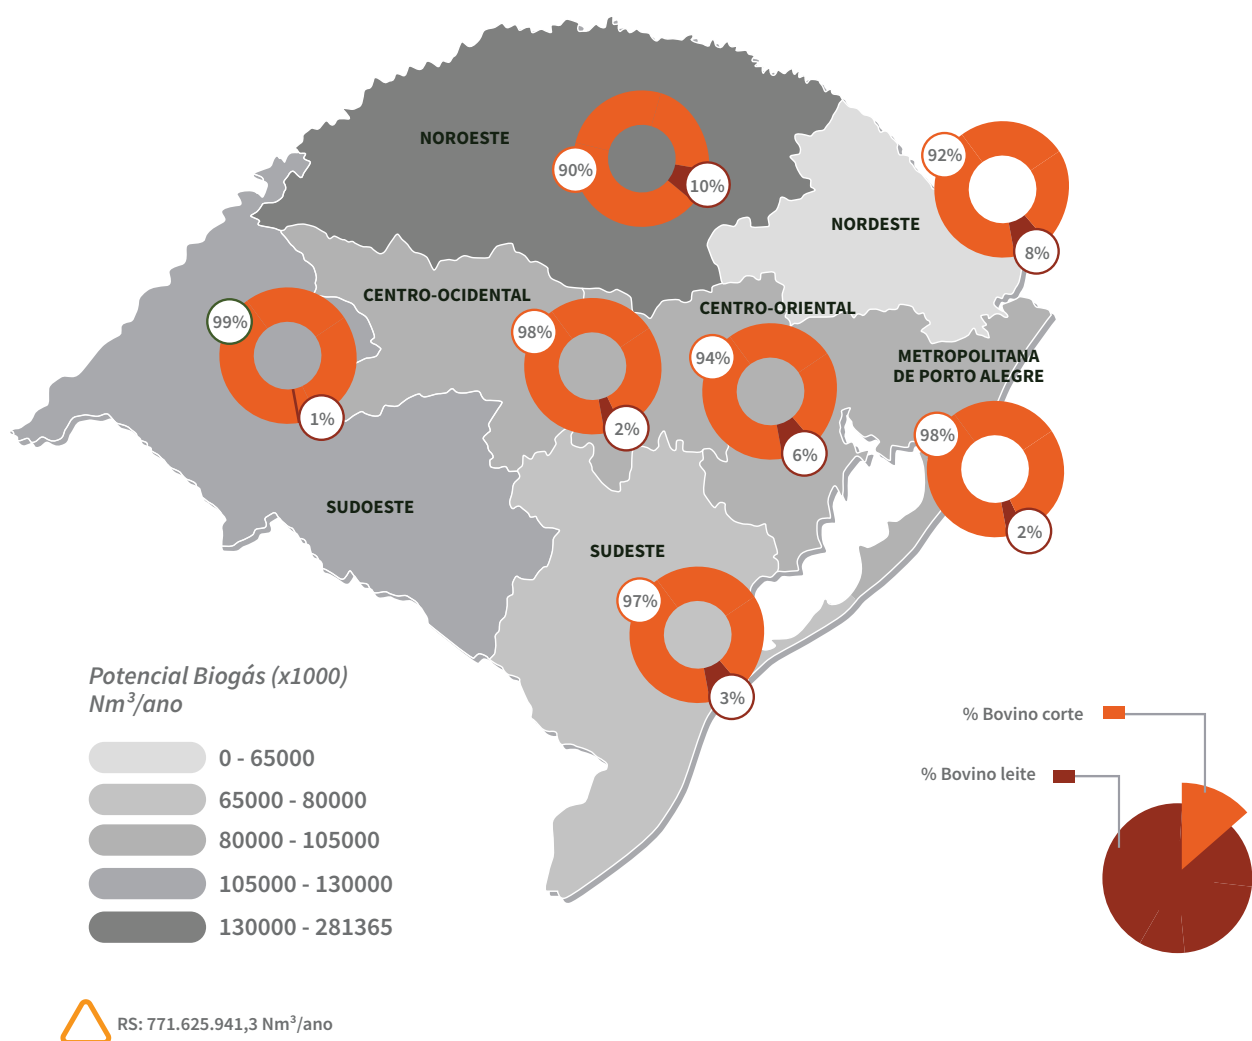 NOROESTE
90%
10%
92%
NORDESTE
8%
CENTRO-OCIDENTAL
CENTRO-ORIENTAL
99%
98%
94%
METROPOLITANA
DE PORTO ALEGRE
1%
2%
6%
98%
SUDOESTE
2%
SUDESTE
97%
3%
Potencial Biogás (x1000)
Nm³/ano
0 - 65000
65000 - 80000
80000 - 105000
105000 - 130000
130000 - 281365
% Bovino corte
% Bovino leite
RS: 771.625.941,3 Nm³/ano